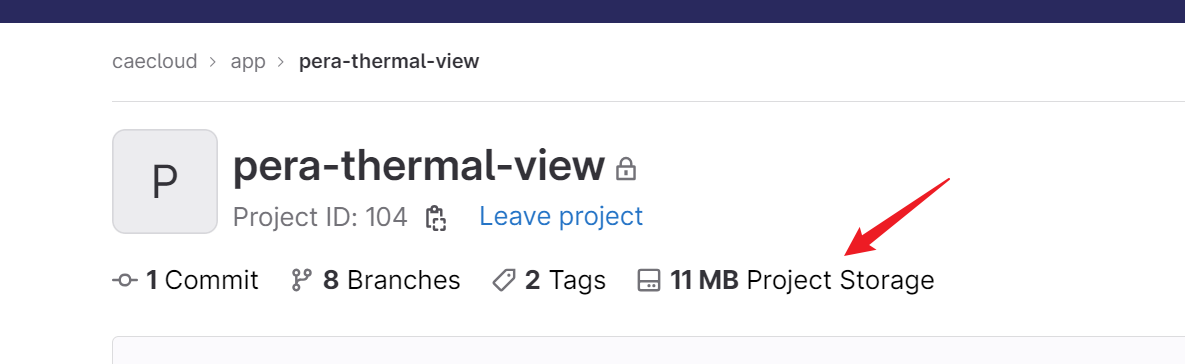 caecloud > app > pera-thermal-view
P
pera-thermal-view
Project ID: 104 Leave project
1 Commit 8 Branches 2 Tags 11 MB Project Storage